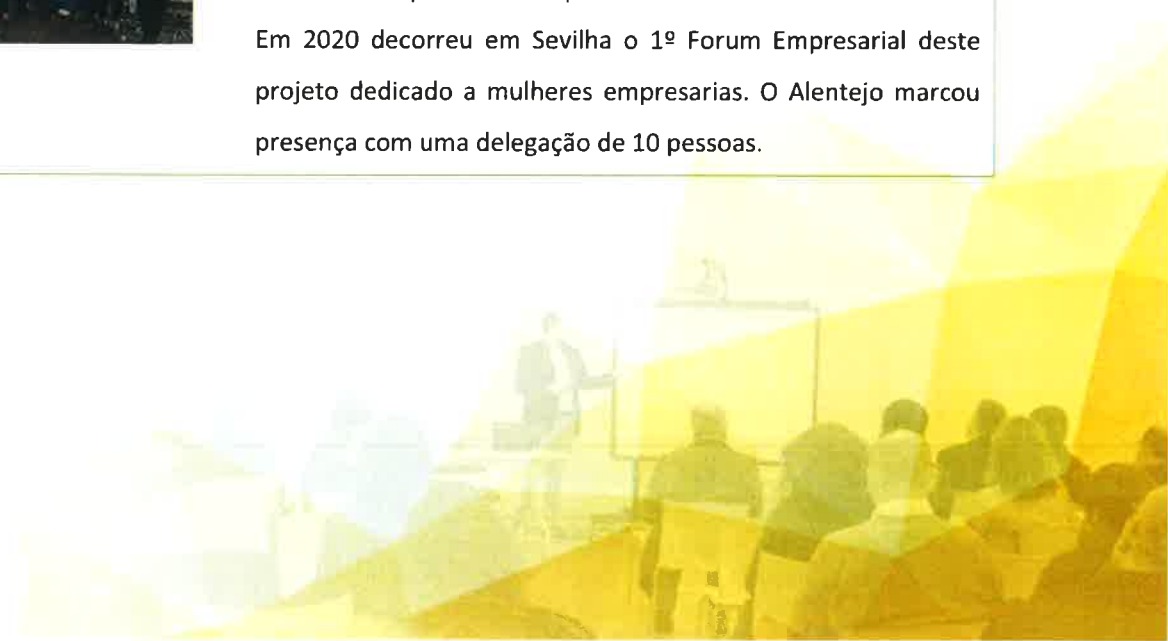 Em 2020 decorreu em Sevilha o 1º Forum Empresarial deste
projeto dedicado a mulheres empresarias. O Alentejo marcou
presença com uma delegação de 10 pessoas.